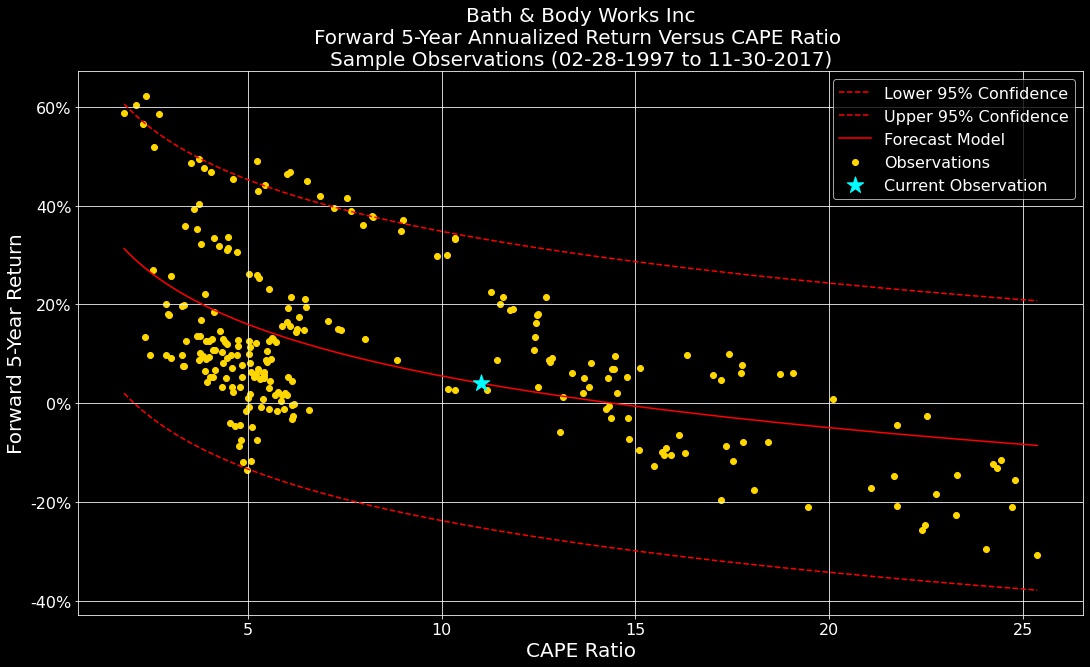 Bath & Body Works Inc
Forward 5-Year Annualized Return Versus CAPE Ratio
Sample Observations (02-28-1997 to 11-30-2017)
Lower 95% Confidence
Upper 95% Confidence
Forecast Model
Observations
Current Observation
Forward 5-Year Return
60%
40%
20%
0%
-20%
-40%
5
10
15
20
25
CAPE Ratio